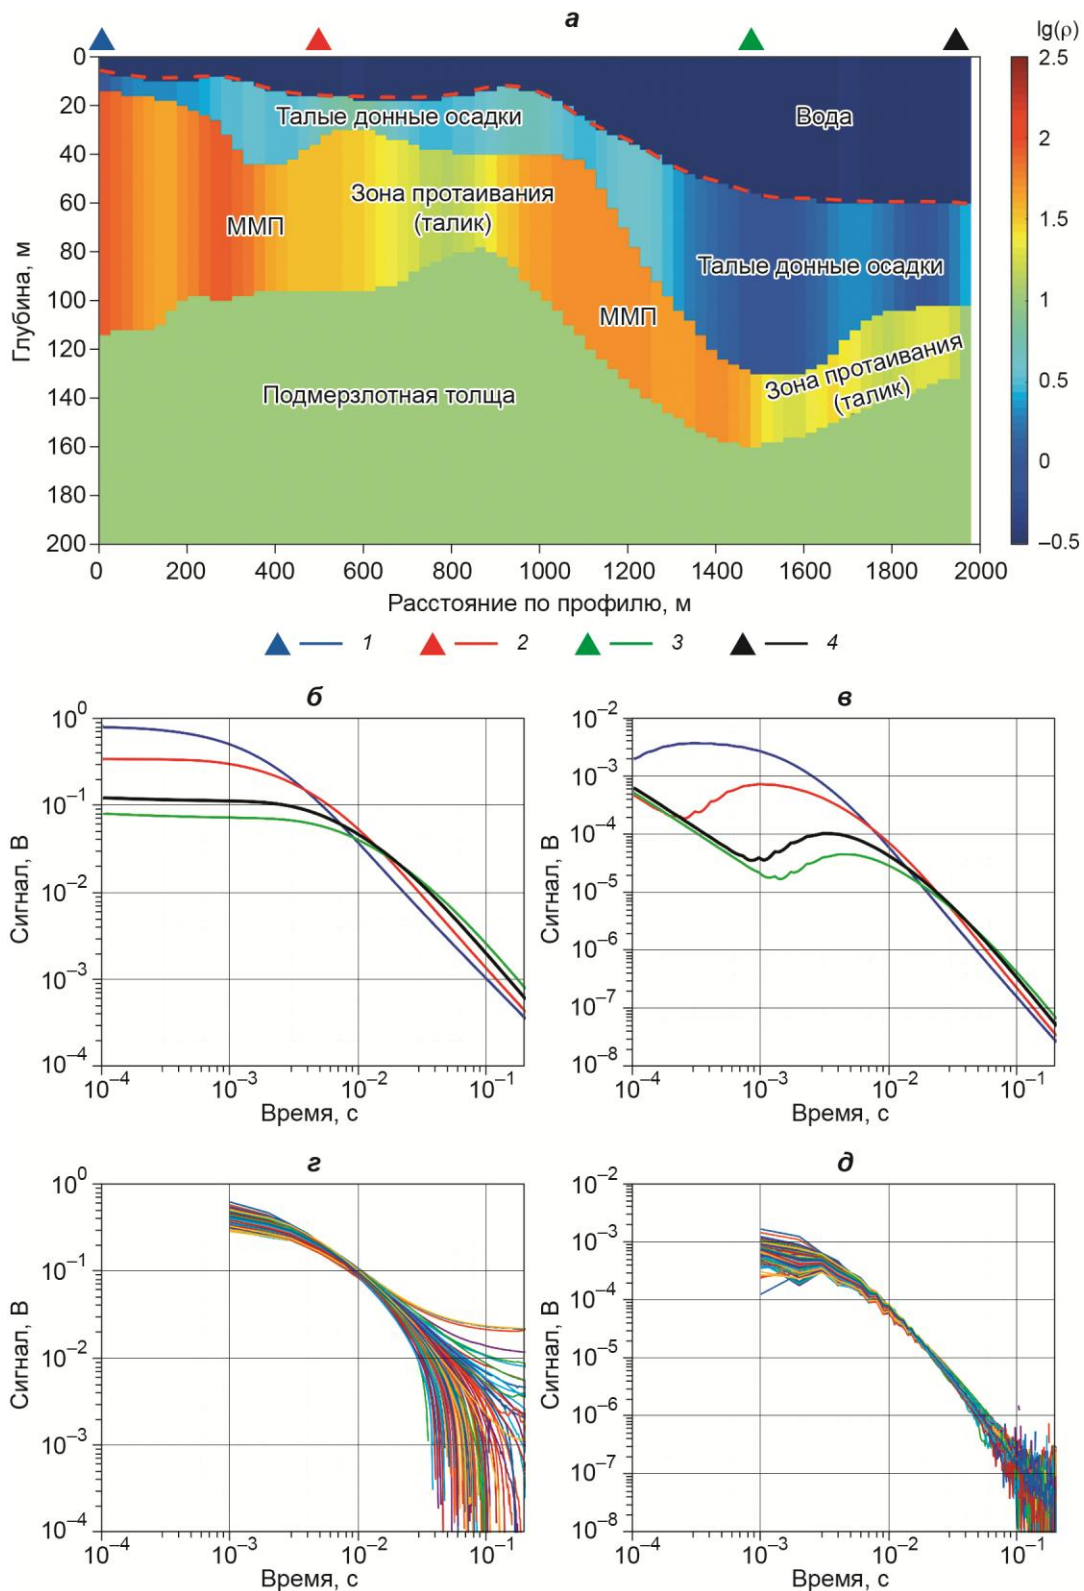 а
lg(ρ)
0
20
40
60
80
100
120
140
160
180
200
Глубина, м
Талые донные осадки
Вода
Зона протаивания
(талик)
ММП
Талые донные осадки
ММП
Зона протаивания
(талик)
Подмерзлотная толща
2.5
2
1.5
1
0.5
0
–0.5
0 200 400 600 800 1000 1200 1400 1600 1800 2000
Расстояние по профилю, м
1 2 3 4
б
Сигнал, В
10⁰
10⁻¹
10⁻²
10⁻³
10⁻⁴
10⁻⁴ 10⁻³ 10⁻² 10⁻¹
Время, с
в
Сигнал, В
10⁻²
10⁻³
10⁻⁴
10⁻⁵
10⁻⁶
10⁻⁷
10⁻⁸
10⁻⁴ 10⁻³ 10⁻² 10⁻¹
Время, с
г
Сигнал, В
10⁰
10⁻¹
10⁻²
10⁻³
10⁻⁴
10⁻⁴ 10⁻³ 10⁻² 10⁻¹
Время, с
д
Сигнал, В
10⁻²
10⁻³
10⁻⁴
10⁻⁵
10⁻⁶
10⁻⁷
10⁻⁸
10⁻⁴ 10⁻³ 10⁻² 10⁻¹
Время, с